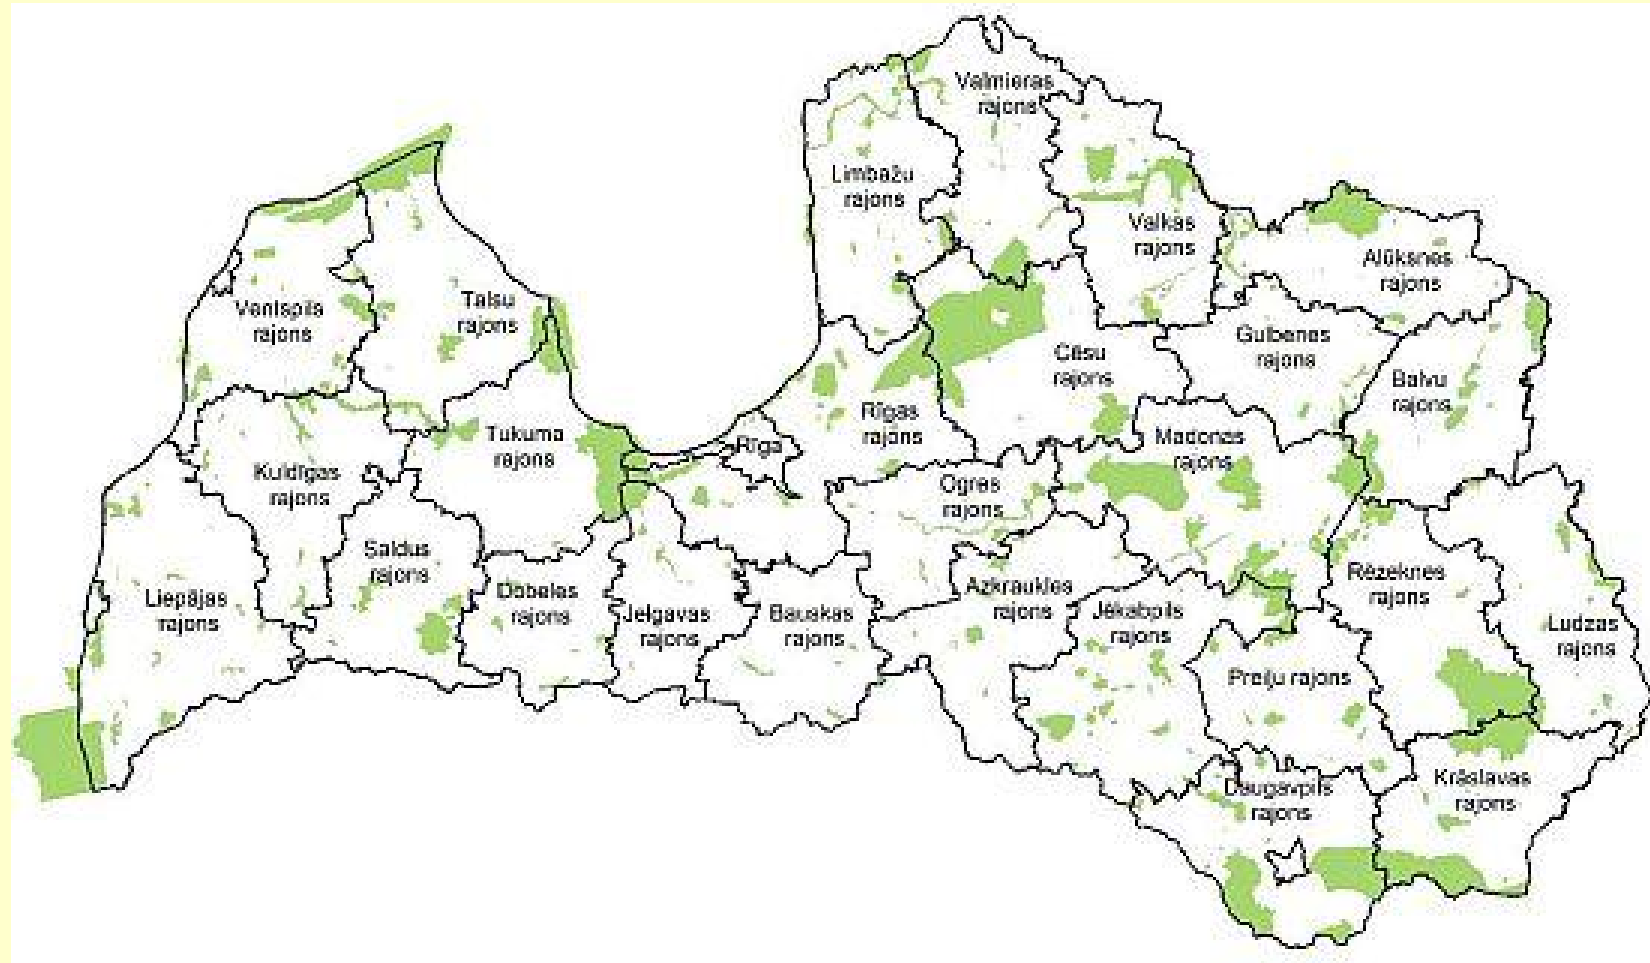 Valmieras
rajons
Limbažu
rajons
Valkas
rajons
Alūksnes
rajons
Ventspils
rajons
Talsu
rajons
Gulbenes
rajons
Cēsu
rajons
Balvu
rajons
Rīgas
rajons
Rīga
Tukuma
rajons
Madonas
rajons
Kuldīgas
rajons
Ogres
rajons
Saldus
rajons
Rēzeknes
rajons
Liepājas
rajons
Dobeles
rajons
Jelgavas
rajons
Bauskas
rajons
Aizkraukles
rajons
Jēkabpils
rajons
Ludzas
rajons
Preiļu rajons
Daugavpils
rajons
Krāslavas
rajons